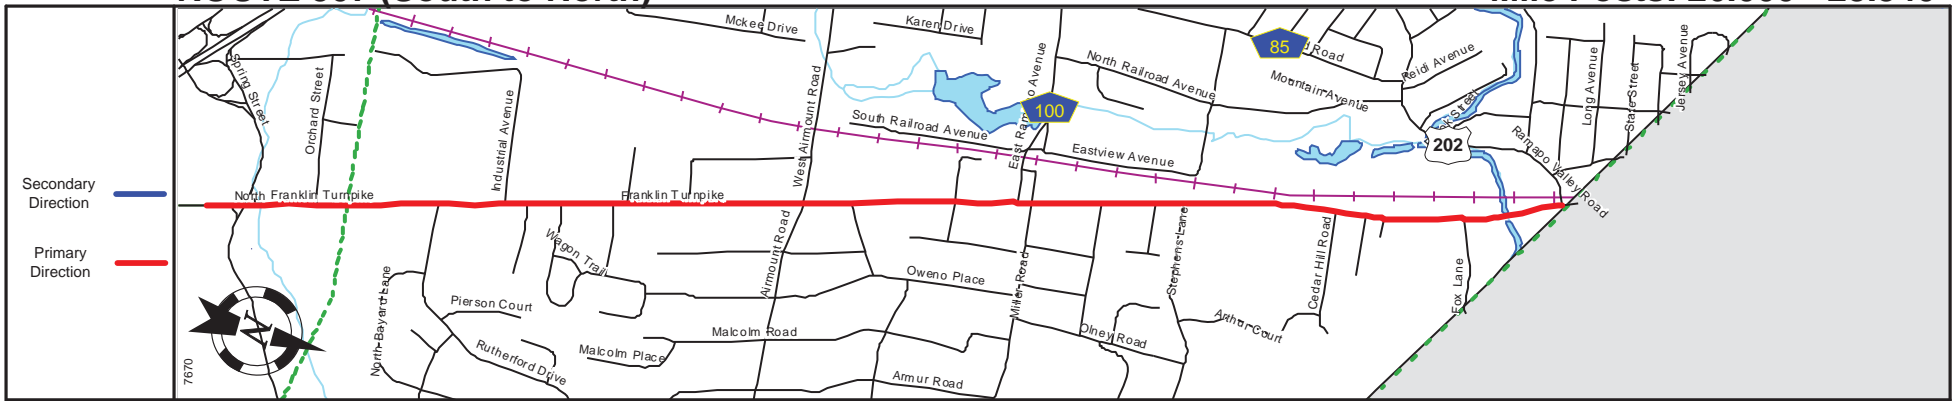 Secondary
Direction
Primary
Direction
7670
N
Spring Street
Orchard Street
North Franklin Turnpike
Industrial Avenue
Mckee Drive
Karen Drive
West Airmount Road
South Railroad Avenue
North Railroad Avenue
100
85
Road
Mountain Avenue
Reidi Avenue
Eastview Avenue
Franklin Turnpike
202
Ramapo Valley Road
Long Avenue
State Street
Jersey Avenue
North Bayard Lane
Pierson Court
Rutherford Drive
Wagon Trail
Malcolm Place
Malcolm Road
Airmount Road
Oweno Place
Armur Road
Miller Road
Olney Road
Stephens Lane
Arthur Court
Cedar Hill Road
Fox Lane